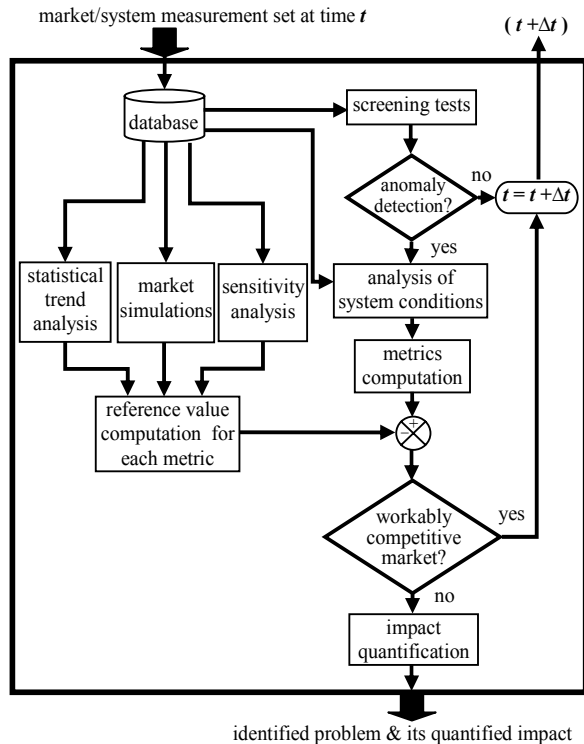 market/system measurement set at time t
( t +Δt )
database
screening tests
anomaly
detection?
no
t = t +Δt
yes
statistical
trend
analysis
market
simulations
sensitivity
analysis
analysis of
system conditions
metrics
computation
reference value
computation for
each metric
+
−
workably
competitive
market?
yes
no
impact
quantification
identified problem & its quantified impact